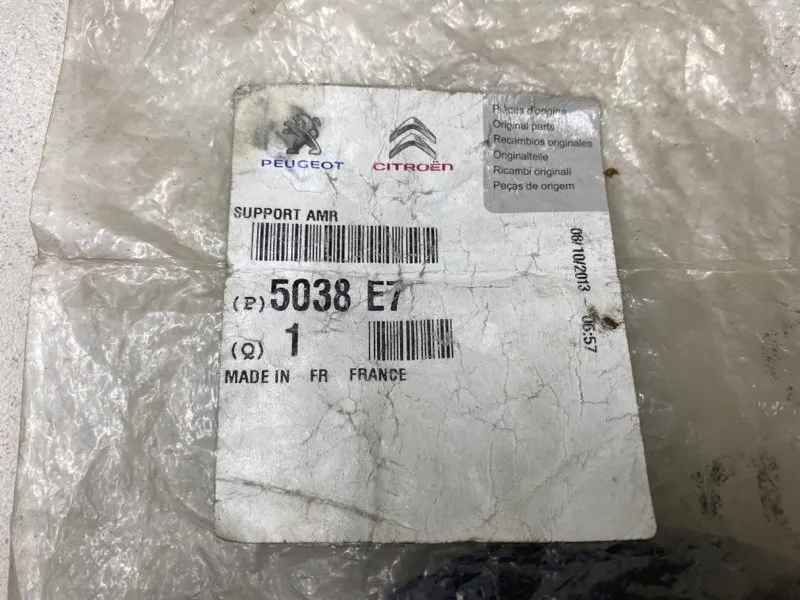 PEUGEOT
CITROËN
Pièces d'origine
Original parts
Recambios originales
Originalteile
Ricambi originali
Peças de origem
SUPPORT AMR
(P) 5038 E7
(Q) 1
MADE IN FR FRANCE
08/10/2013 - 06:57